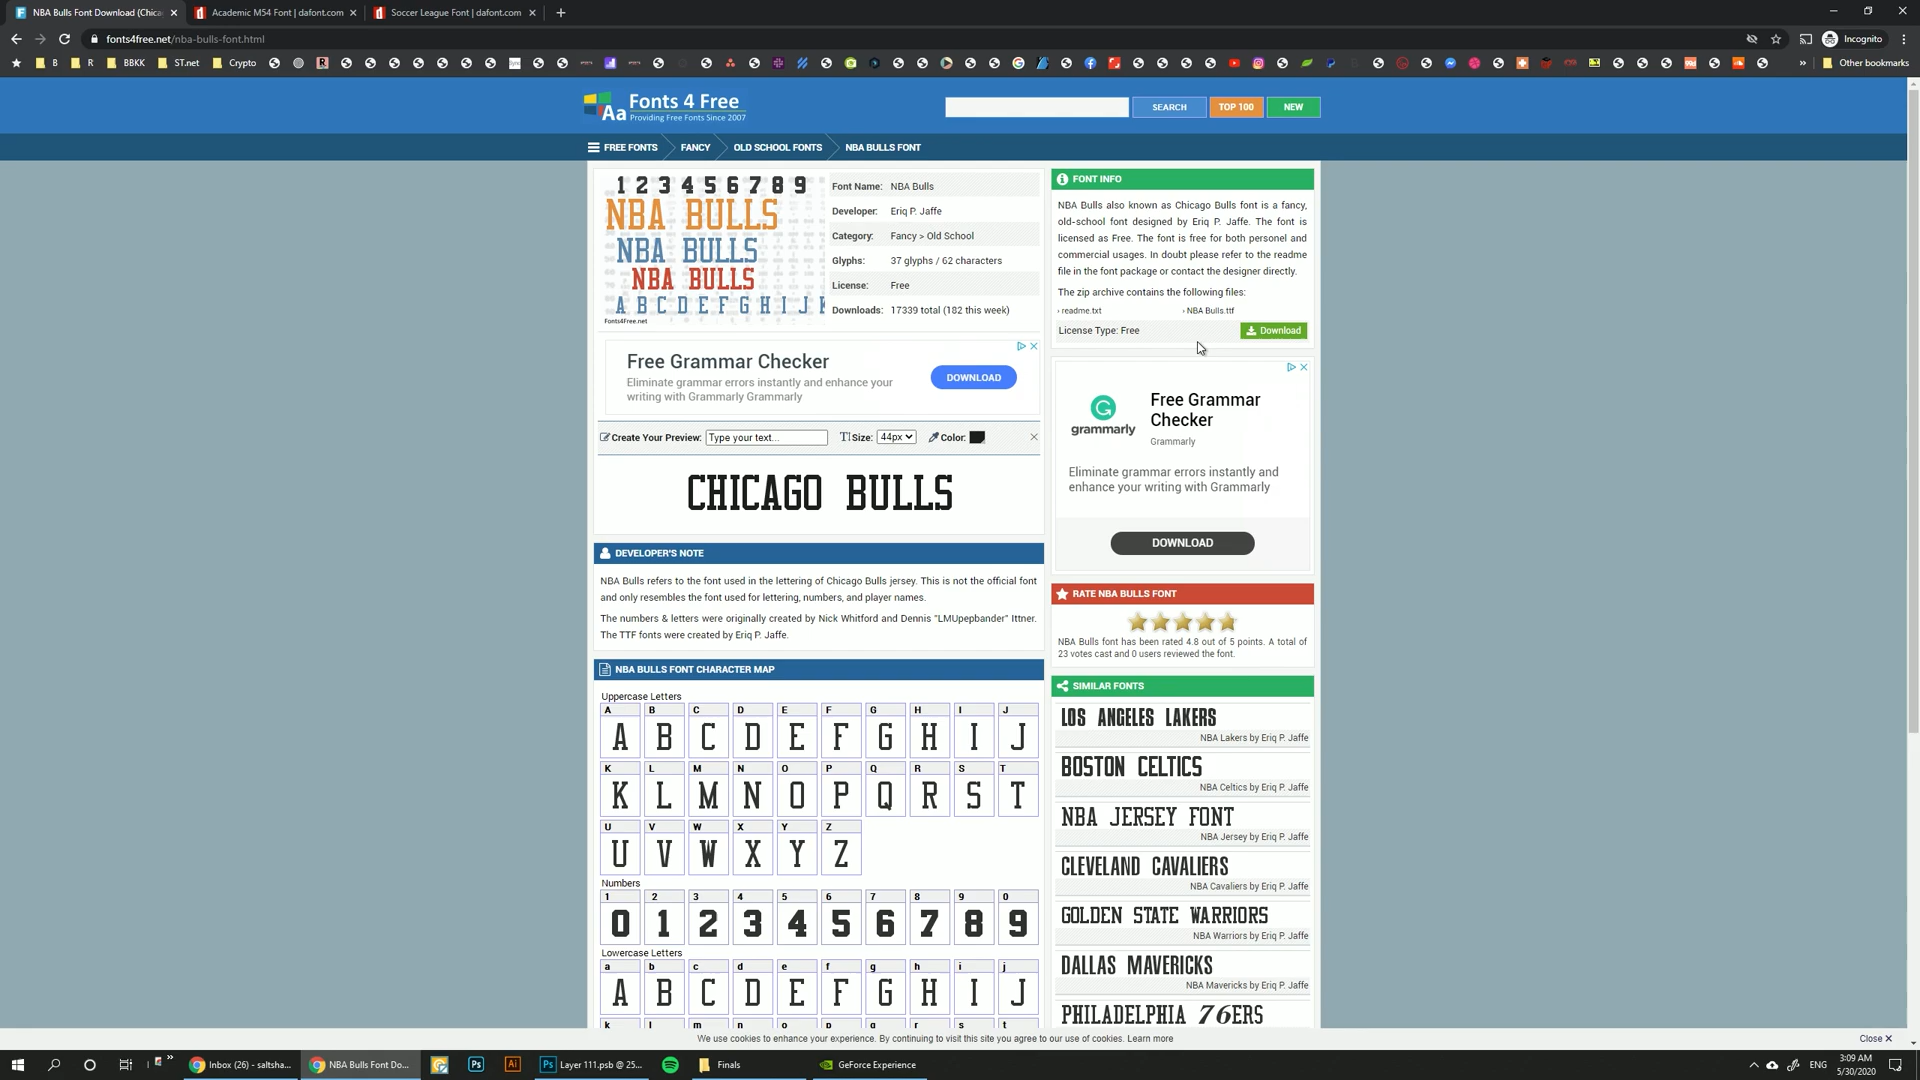 NBA Bulls Font Download (Chica
Academic M54 Font | dafont.com
Soccer League Font | dafont.com
fonts4free.net/nba-bulls-font.html
Incognito
B
R
BBKK
ST.net
Crypto
Other bookmarks
Aa Fonts 4 Free
Providing Free Fonts Since 2007
SEARCH
TOP 100
NEW
FREE FONTS
FANCY
OLD SCHOOL FONTS
NBA BULLS FONT
1 2 3 4 5 6 7 8 9
NBA BULLS
NBA BULLS
NBA BULLS
A B C D E F G H I J K
Fonts4Free.net
Font Name: NBA Bulls
Developer: Eriq P. Jaffe
Category: Fancy > Old School
Glyphs: 37 glyphs / 62 characters
License: Free
Downloads: 17339 total (182 this week)
Free Grammar Checker
Eliminate grammar errors instantly and enhance your
writing with Grammarly Grammarly
DOWNLOAD
Create Your Preview: Type your text... Size: 44px Color:
CHICAGO BULLS
DEVELOPER'S NOTE
NBA Bulls refers to the font used in the lettering of Chicago Bulls jersey. This is not the official font
and only resembles the font used for lettering, numbers, and player names.
The numbers & letters were originally created by Nick Whitford and Dennis "LMUpepbander" Ittner.
The TTF fonts were created by Eriq P. Jaffe.
NBA BULLS FONT CHARACTER MAP
Uppercase Letters
A B C D E F G H I J
A B C D E F G H I J
K L M N O P Q R S T
K L M N O P Q R S T
U V W X Y Z
U V W X Y Z
Numbers
1 2 3 4 5 6 7 8 9 0
0 1 2 3 4 5 6 7 8 9
Lowercase Letters
a b c d e f g h i j
A B C D E F G H I J
k l m n o p q r s t
FONT INFO
NBA Bulls also known as Chicago Bulls font is a fancy,
old-school font designed by Eriq P. Jaffe. The font is
licensed as Free. The font is free for both personal and
commercial usages. In doubt please refer to the readme
file in the font package or contact the designer directly.
The zip archive contains the following files:
› readme.txt
› NBA Bulls.ttf
License Type: Free
Download
grammarly
Free Grammar
Checker
Grammarly
Eliminate grammar errors instantly and
enhance your writing with Grammarly
DOWNLOAD
RATE NBA BULLS FONT
NBA Bulls font has been rated 4.8 out of 5 points. A total of
23 votes cast and 0 users reviewed the font.
SIMILAR FONTS
LOS ANGELES LAKERS
NBA Lakers by Eriq P. Jaffe
BOSTON CELTICS
NBA Celtics by Eriq P. Jaffe
NBA JERSEY FONT
NBA Jersey by Eriq P. Jaffe
CLEVELAND CAVALIERS
NBA Cavaliers by Eriq P. Jaffe
GOLDEN STATE WARRIORS
NBA Warriors by Eriq P. Jaffe
DALLAS MAVERICKS
NBA Mavericks by Eriq P. Jaffe
PHILADELPHIA 76ERS
We use cookies to enhance your experience. By continuing to visit this site you agree to our use of cookies. Learn more
Close X
Inbox (26) - saltsha...
NBA Bulls Font Do...
Ps
Ai
Ps
Layer 111.psb @ 25...
Finals
GeForce Experience
ENG
3:09 AM
5/30/2020